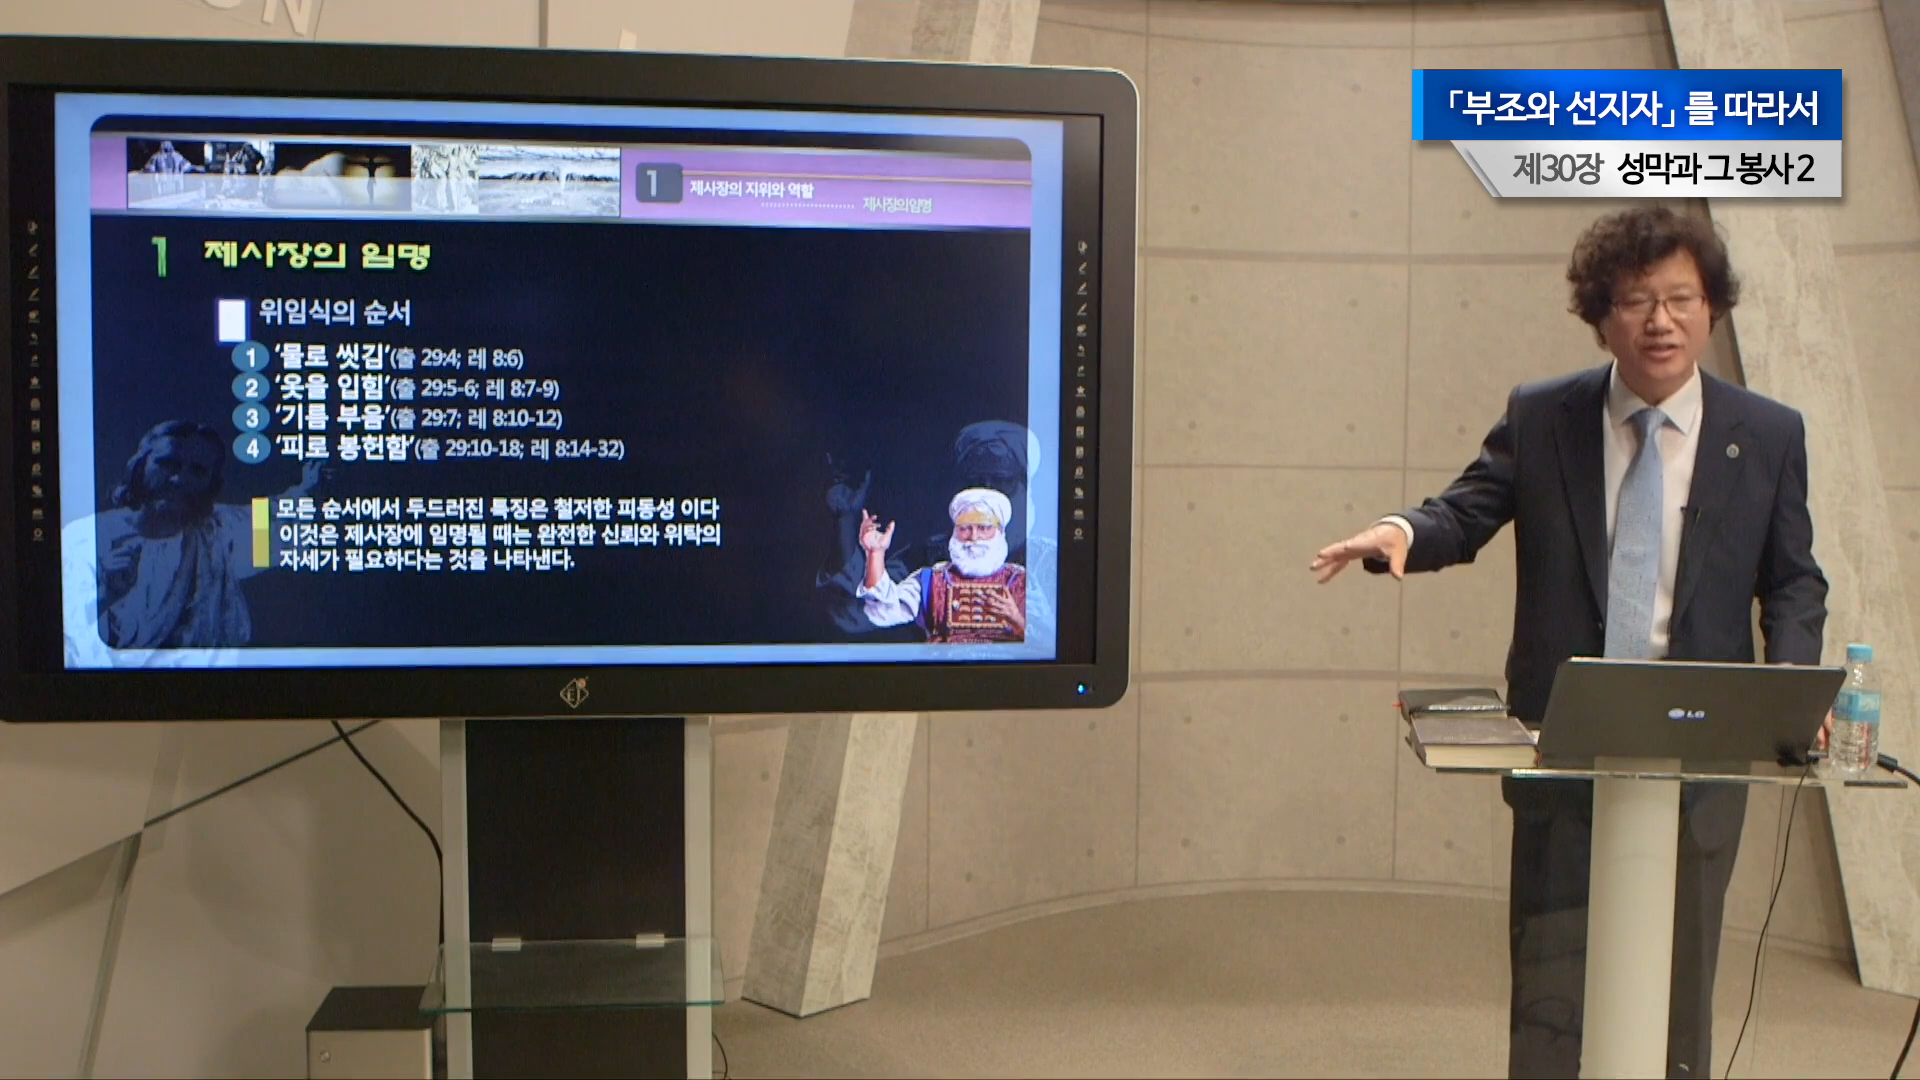 「부조와 선지자」를 따라서
제30장 성막과 그 봉사 2
1 제사장의 지위와 역할
제사장의 임명
1 제사장의 임명
위임식의 순서
1 '물로 씻김'(출 29:4; 레 8:6)
2 '옷을 입힘'(출 29:5-6; 레 8:7-9)
3 '기름 부음'(출 29:7; 레 8:10-12)
4 '피로 봉헌함'(출 29:10-18; 레 8:14-32)
모든 순서에서 두드러진 특징은 철저한 피동성 이다
이것은 제사장에 임명될 때는 완전한 신뢰와 위탁의
자세가 필요하다는 것을 나타낸다.
LG